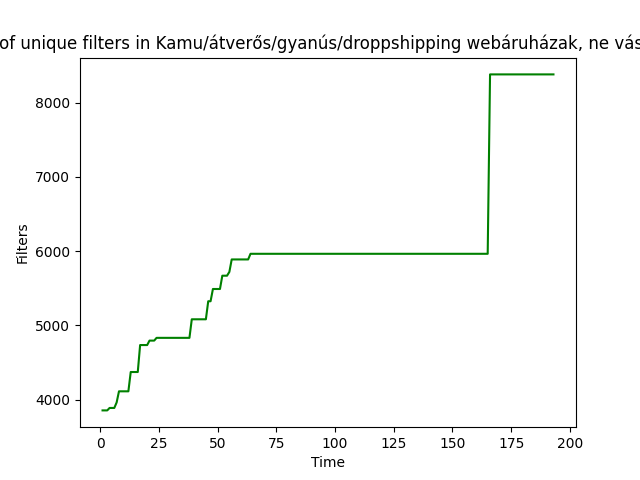 of unique filters in Kamu/átverős/gyanús/droppshipping webáruházak, ne vás
8000
7000
6000
5000
4000
Filters
0 25 50 75 100 125 150 175 200
Time